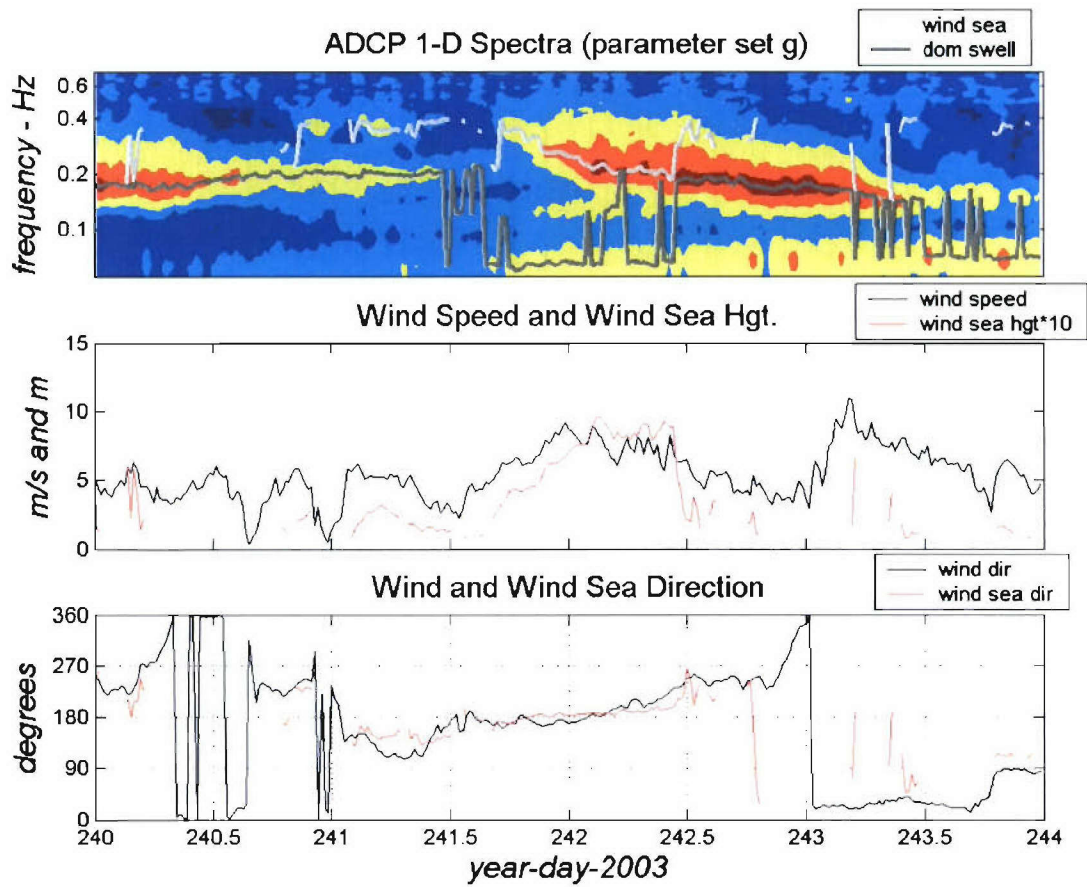 wind sea
dom swell
ADCP 1-D Spectra (parameter set g)
frequency - Hz
0.6
0.4
0.2
0.1
Wind Speed and Wind Sea Hgt.
wind speed
wind sea hgt*10
m/s and m
15
10
5
0
Wind and Wind Sea Direction
wind dir
wind sea dir
degrees
360
270
180
90
0
240 240.5 241 241.5 242 242.5 243 243.5 244
year-day-2003